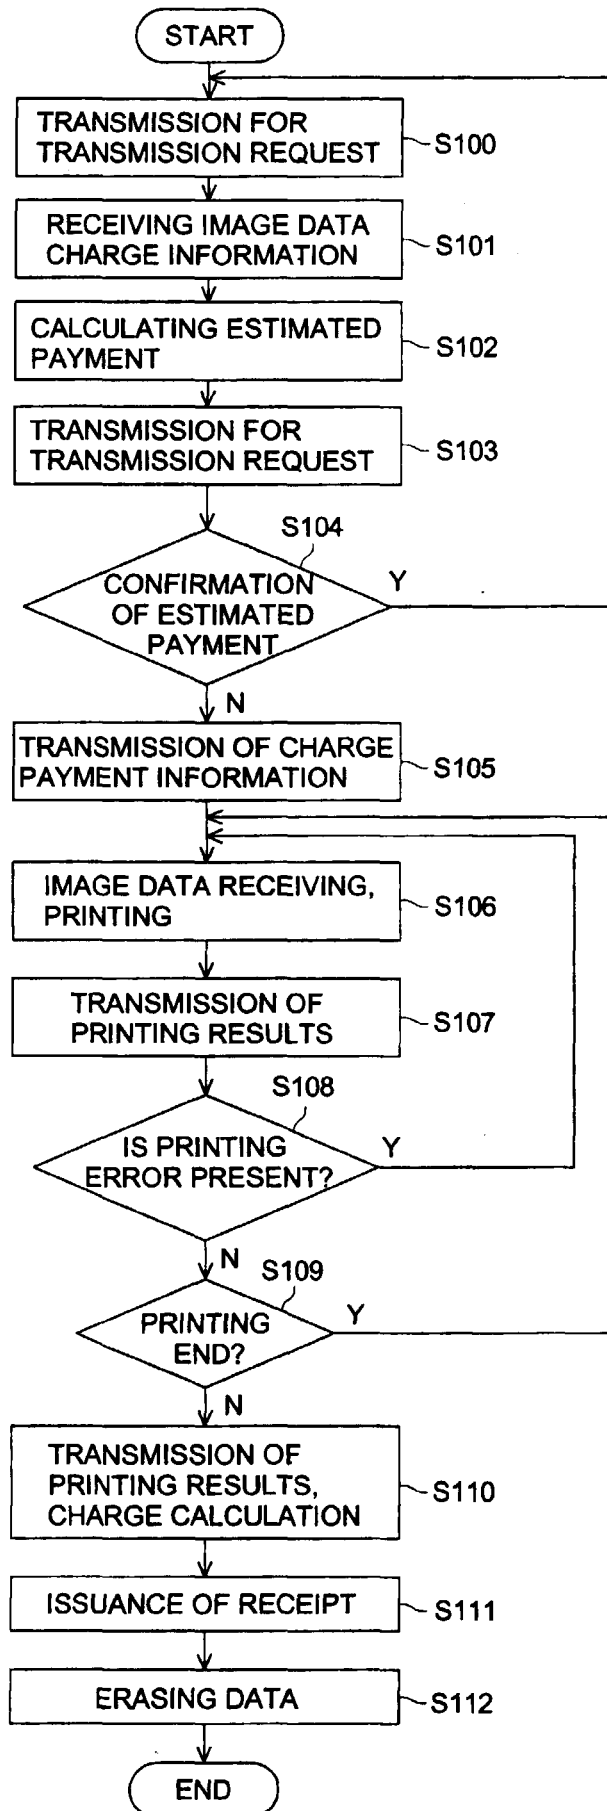 START
TRANSMISSION FOR
TRANSMISSION REQUEST
S100
RECEIVING IMAGE DATA
CHARGE INFORMATION
S101
CALCULATING ESTIMATED
PAYMENT
S102
TRANSMISSION FOR
TRANSMISSION REQUEST
S103
S104
CONFIRMATION
OF ESTIMATED
PAYMENT
Y
N
TRANSMISSION OF CHARGE
PAYMENT INFORMATION
S105
IMAGE DATA RECEIVING,
PRINTING
S106
TRANSMISSION OF
PRINTING RESULTS
S107
S108
IS PRINTING
ERROR PRESENT?
Y
N
S109
PRINTING
END?
Y
N
TRANSMISSION OF
PRINTING RESULTS,
CHARGE CALCULATION
S110
ISSUANCE OF RECEIPT
S111
ERASING DATA
S112
END